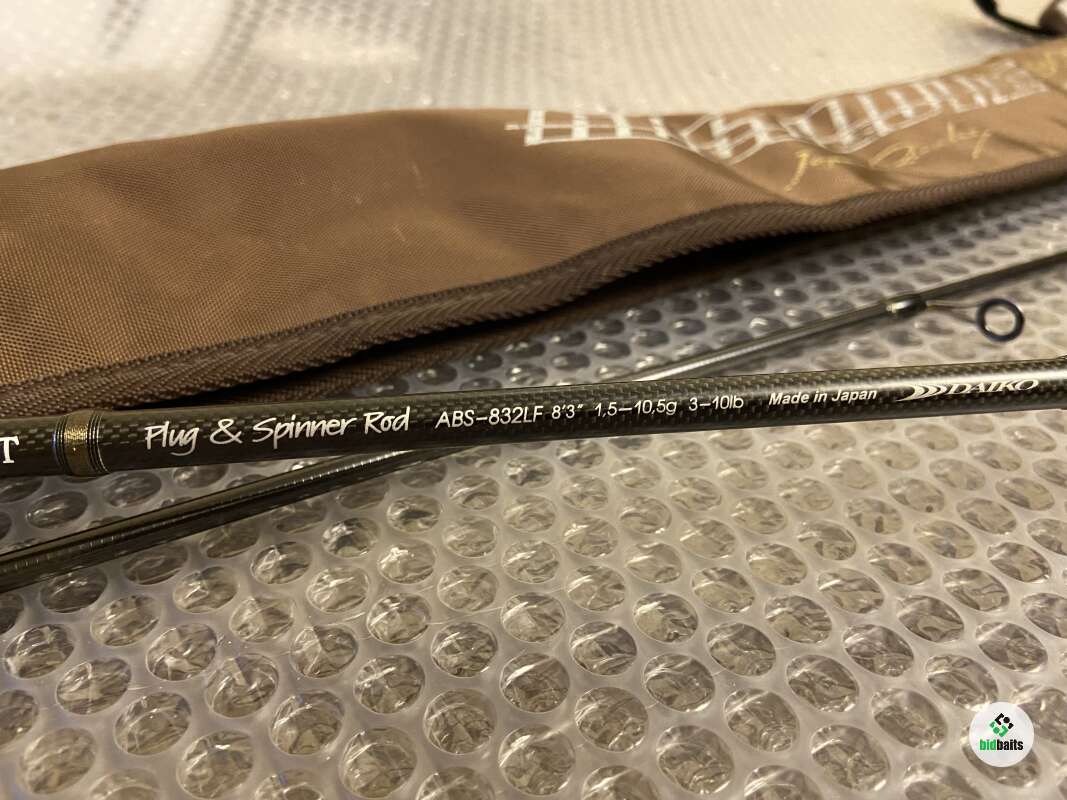 T Plug & Spinner Rod ABS-832LF 8'3" 1,5-10,5g 3-10lb Made in Japan DAIKO
bidbaits